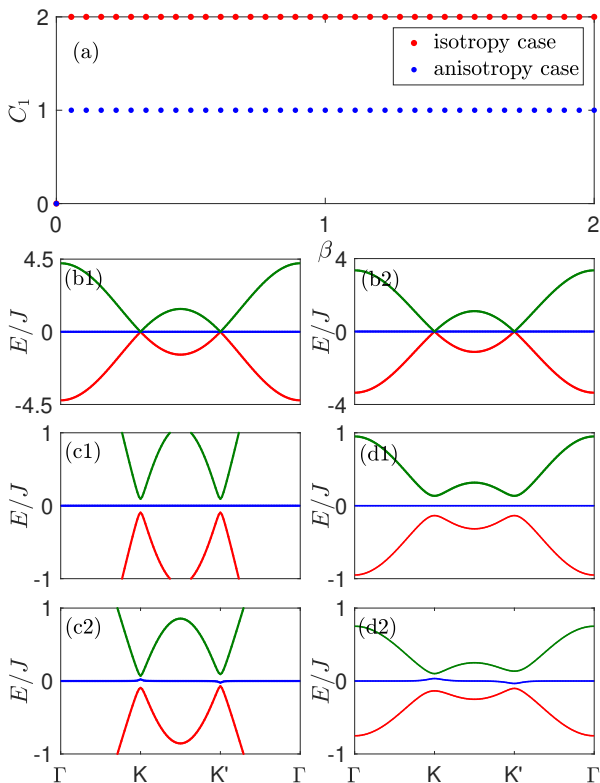 2
(a)
isotropy case
anisotropy case
C₁
1
0
0
1
2
β
4.5
(b1)
E/J
0
-4.5
4
(b2)
E/J
0
-4
1
(c1)
E/J
0
-1
1
(d1)
E/J
0
-1
1
(c2)
E/J
0
-1
Γ
K
K'
Γ
1
(d2)
E/J
0
-1
Γ
K
K'
Γ